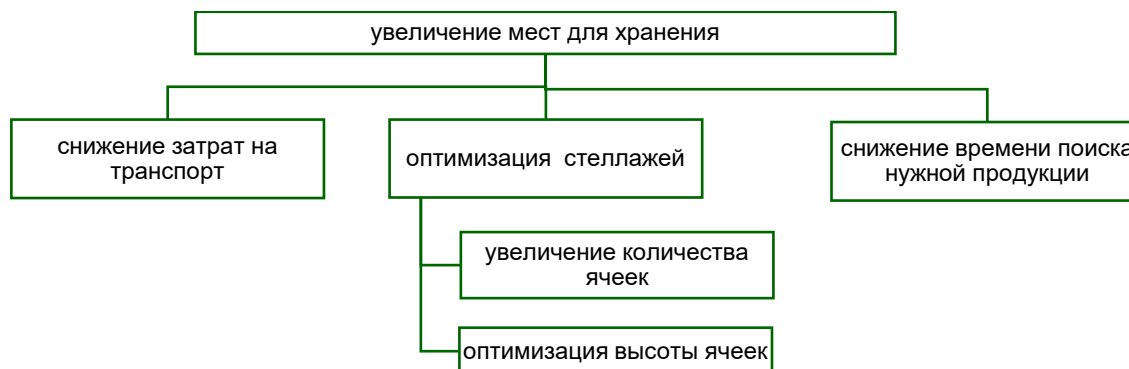 увеличение мест для хранения
снижение затрат на
транспорт
оптимизация стеллажей
снижение времени поиска
нужной продукции
увеличение количества
ячеек
оптимизация высоты ячеек